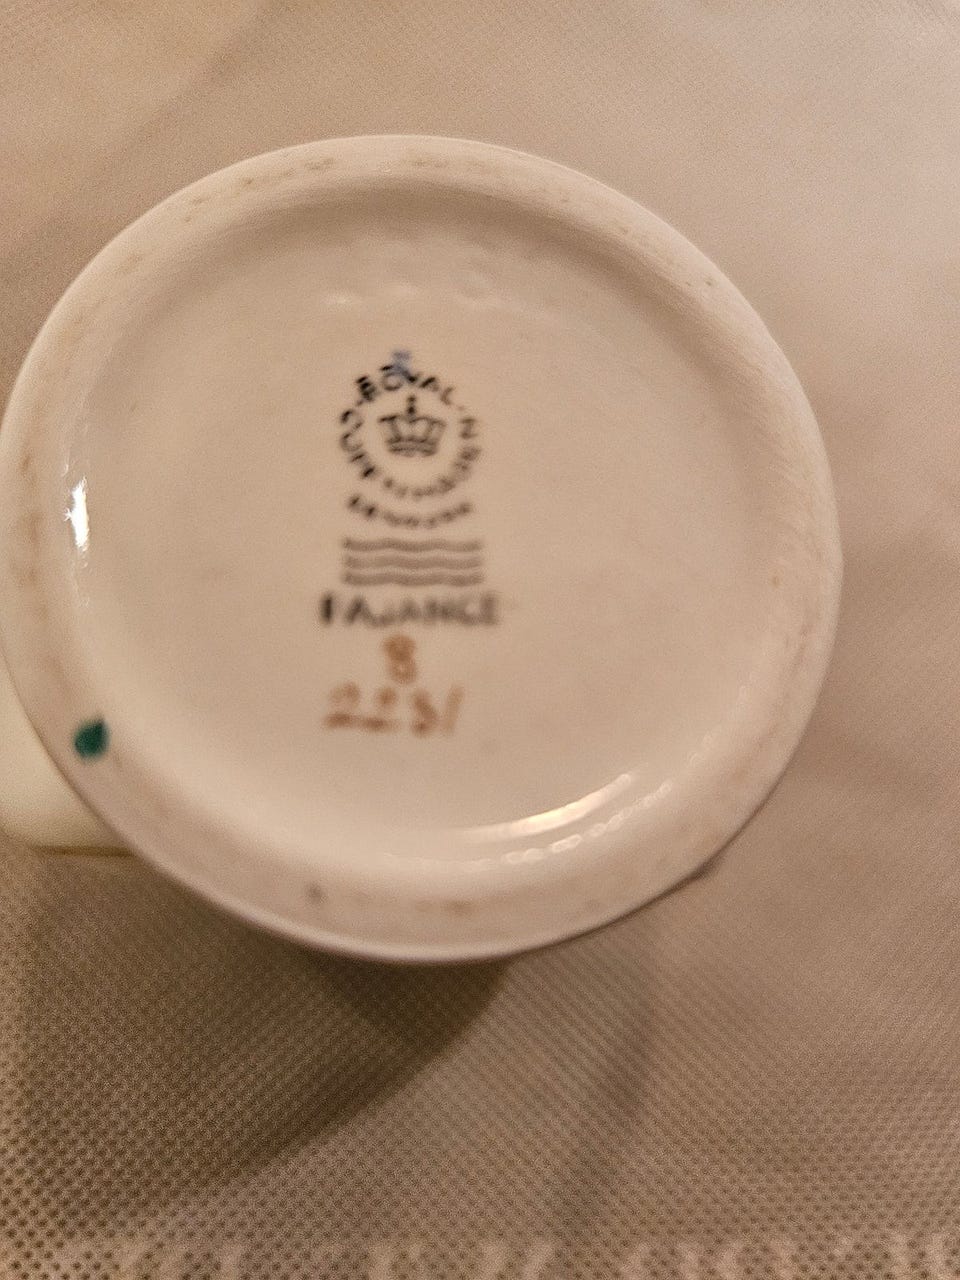 ROYAL
COPENHAGEN
DENMARK
FAJANCE
8
2231